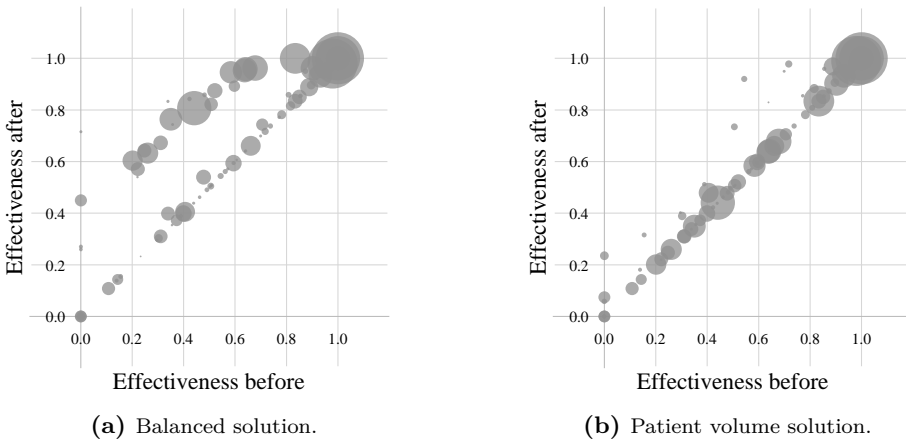 Effectiveness after
1.0
0.8
0.6
0.4
0.2
0.0
0.0 0.2 0.4 0.6 0.8 1.0
Effectiveness before
(a) Balanced solution.
Effectiveness after
1.0
0.8
0.6
0.4
0.2
0.0
0.0 0.2 0.4 0.6 0.8 1.0
Effectiveness before
(b) Patient volume solution.